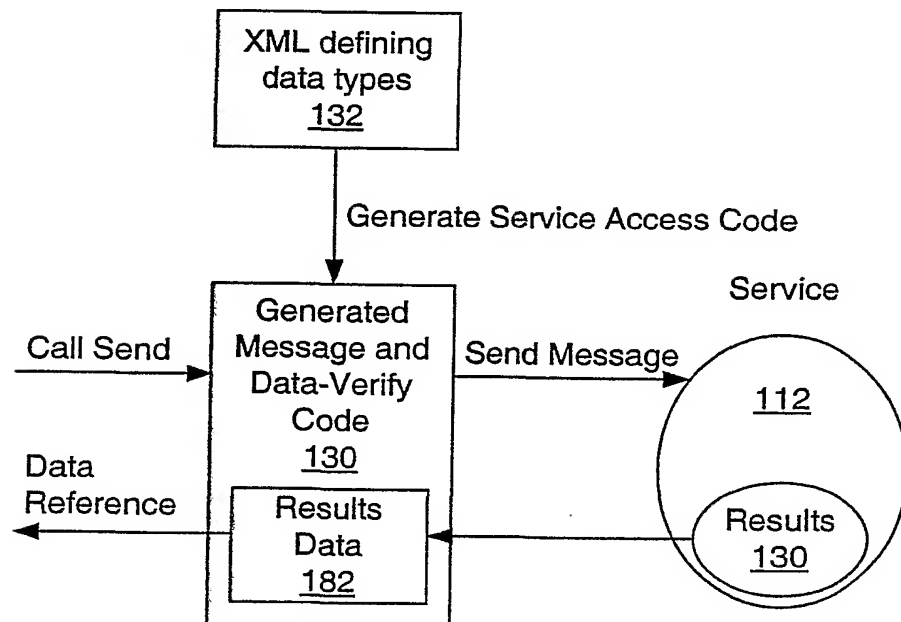 XML defining
data types
132
Generate Service Access Code
Service
Generated
Message and
Data-Verify
Code
130
Call Send
Send Message
112
Data
Reference
Results
Data
182
Results
130